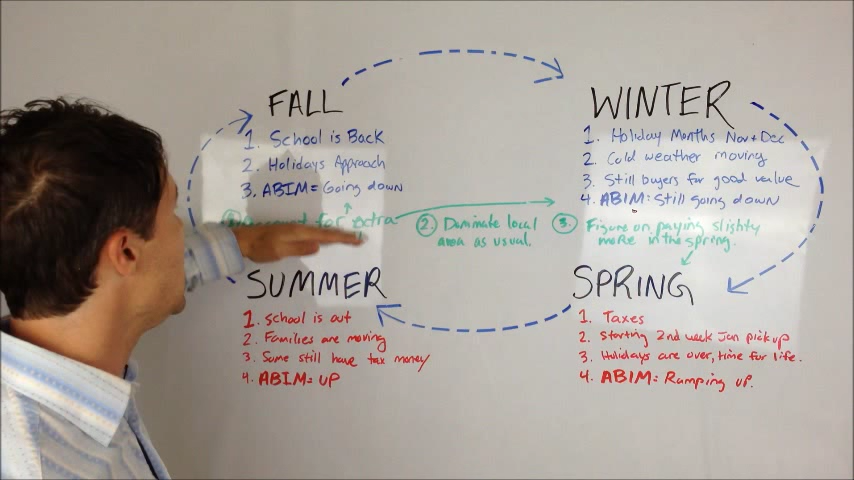 FALL
1. School is Back
2. Holidays Approach
3. ABIM = Going down
WINTER
1. Holiday Months Nov + Dec
2. Cold weather moving
3. Still buyers for good value
4. ABIM: Still going down
for extra
2. Dominate local
area as usual.
3. Figure on paying slightly
more in the spring.
SUMMER
1. School is out
2. Families are moving
3. Some still have tax money
4. ABIM = UP
SPRING
1. Taxes
2. Starting 2nd week Jan pick up
3. Holidays are over, time for life.
4. ABIM = Ramping up.